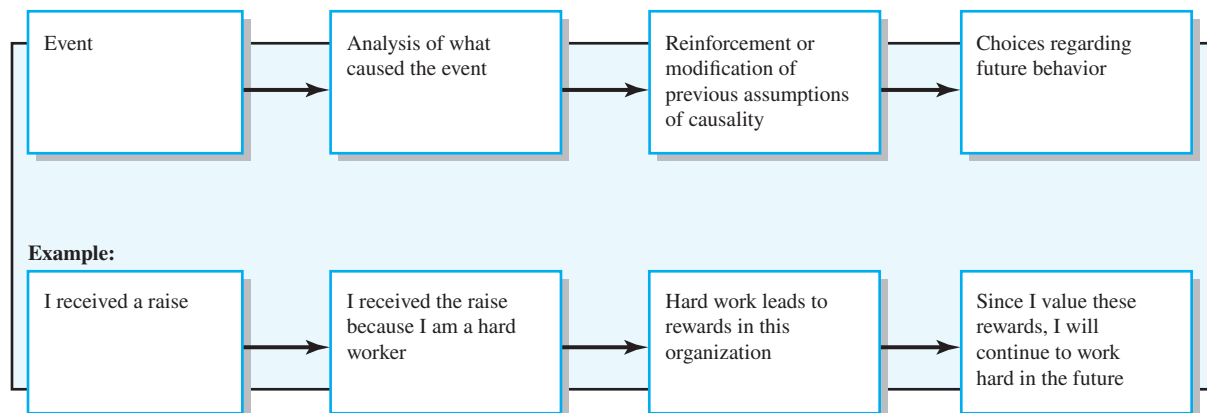 Event
Analysis of what
caused the event
Reinforcement or
modification of
previous assumptions
of causality
Choices regarding
future behavior
Example:
I received a raise
I received the raise
because I am a hard
worker
Hard work leads to
rewards in this
organization
Since I value these
rewards, I will
continue to work
hard in the future